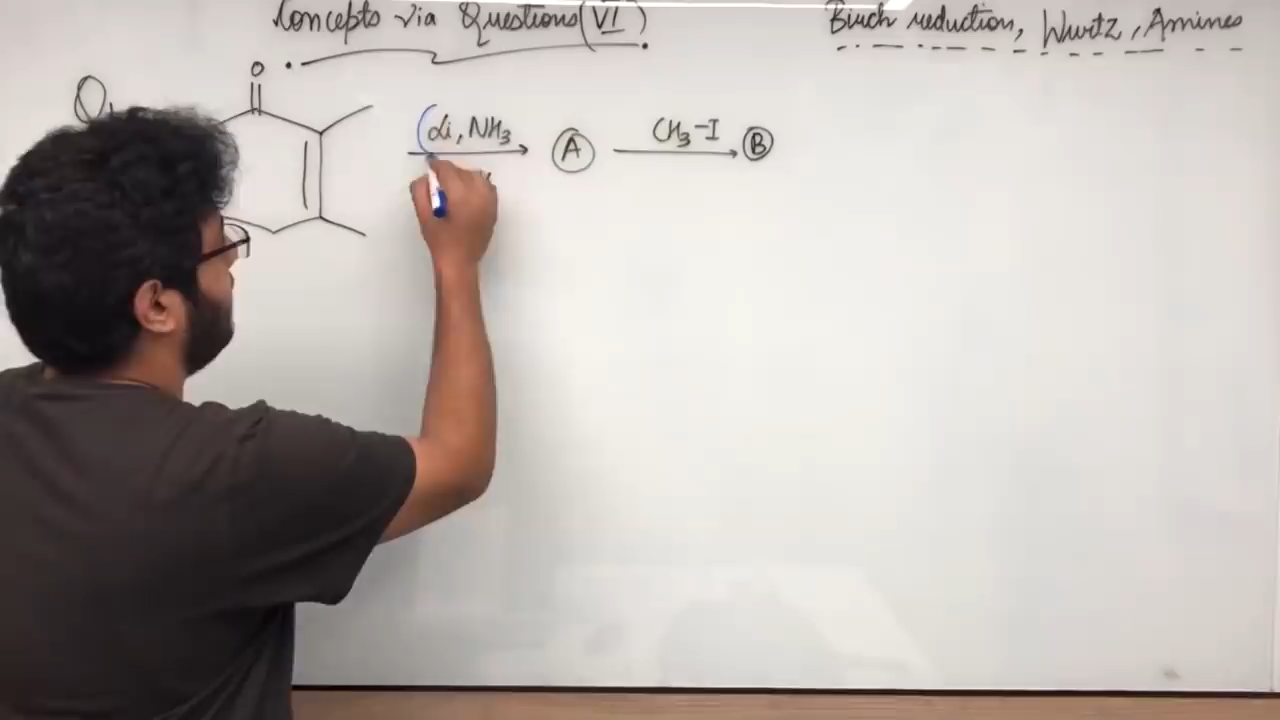 Concepts via Questions (VI)
Birch reduction, Wurtz, Amines
Q.
O
Li, NH3
A
CH3-I
B